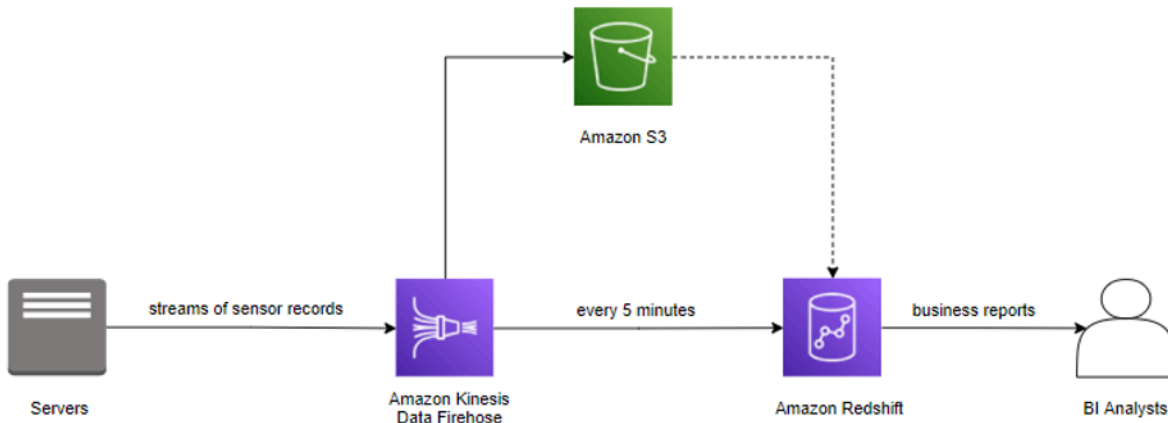 Amazon S3
streams of sensor records
every 5 minutes
business reports
Servers
Amazon Kinesis
Data Firehose
Amazon Redshift
BI Analysts